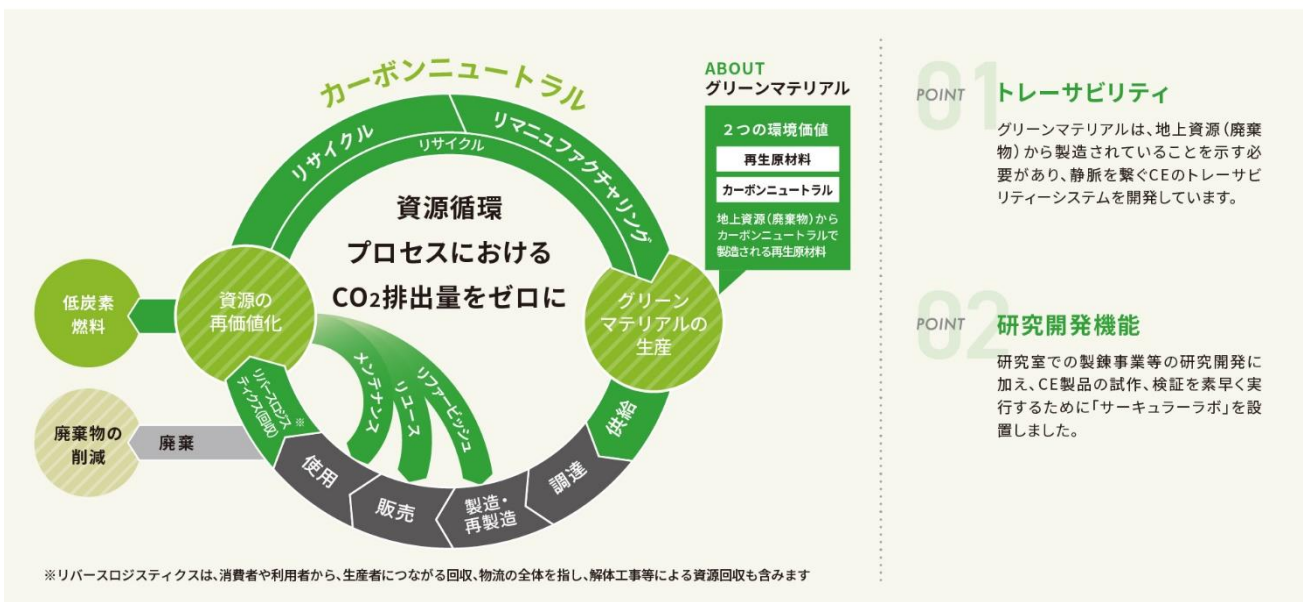 カーボンニュートラル
リサイクル
リマニュファクチャリング
リサイクル
資源循環
プロセスにおける
CO2排出量をゼロに
ABOUT
グリーンマテリアル
2つの環境価値
再生原材料
カーボンニュートラル
地上資源(廃棄物)から
カーボンニュートラルで
製造される再生原材料
低炭素
燃料
資源の
再価値化
グリーン
マテリアルの
生産
メンテナンス
リユース
リファービッシュ
リバースロジス
ティクス(回収)
※
廃棄物の
削減
廃棄
使用
販売
製造・
再製造
調達
供給
※リバースロジスティクスは、消費者や利用者から、生産者につながる回収、物流の全体を指し、解体工事等による資源回収も含みます
01
POINT
トレーサビリティ
グリーンマテリアルは、地上資源(廃棄
物)から製造されていることを示す必
要があり、静脈を繋ぐCEのトレーサビ
リティーシステムを開発しています。
02
POINT
研究開発機能
研究室での製錬事業等の研究開発に
加え、CE製品の試作、検証を素早く実
行するために「サーキュラーラボ」を設
置しました。